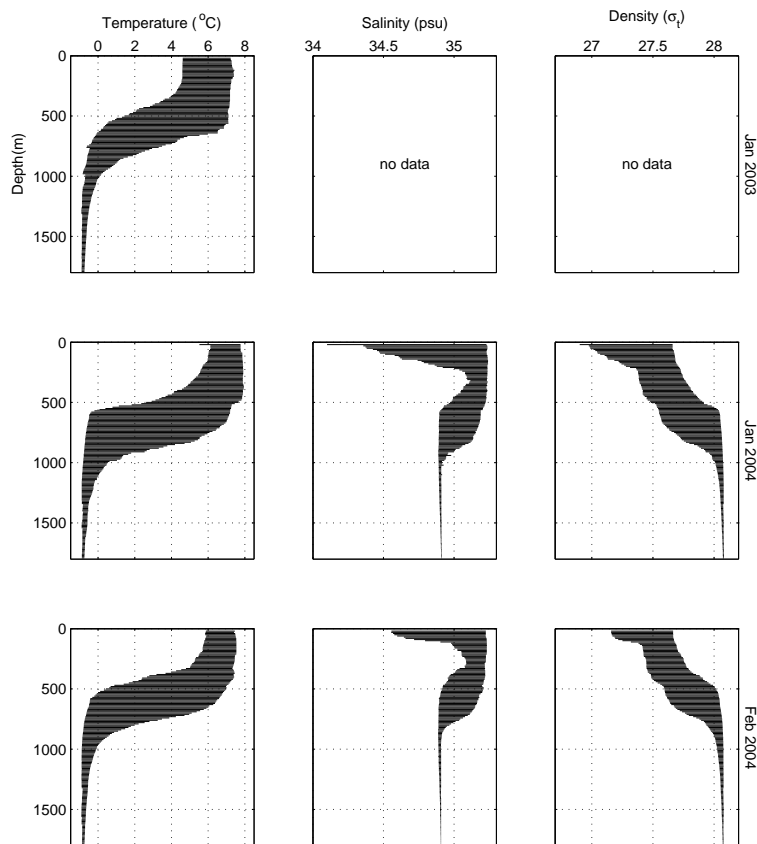 Temperature (°C)
Salinity (psu)
Density (σt)
0 2 4 6 8
34 34.5 35
27 27.5 28
0
500
1000
1500
Depth(m)
no data
no data
Jan 2003
0
500
1000
1500
Jan 2004
0
500
1000
1500
Feb 2004